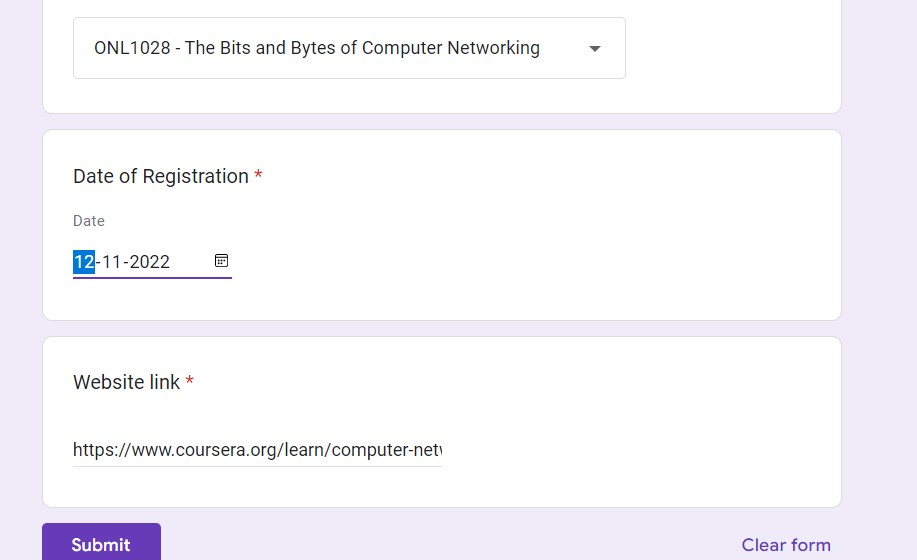 ONL1028 - The Bits and Bytes of Computer Networking
Date of Registration *
Date
12-11-2022
Website link *
https://www.coursera.org/learn/computer-net
Submit
Clear form